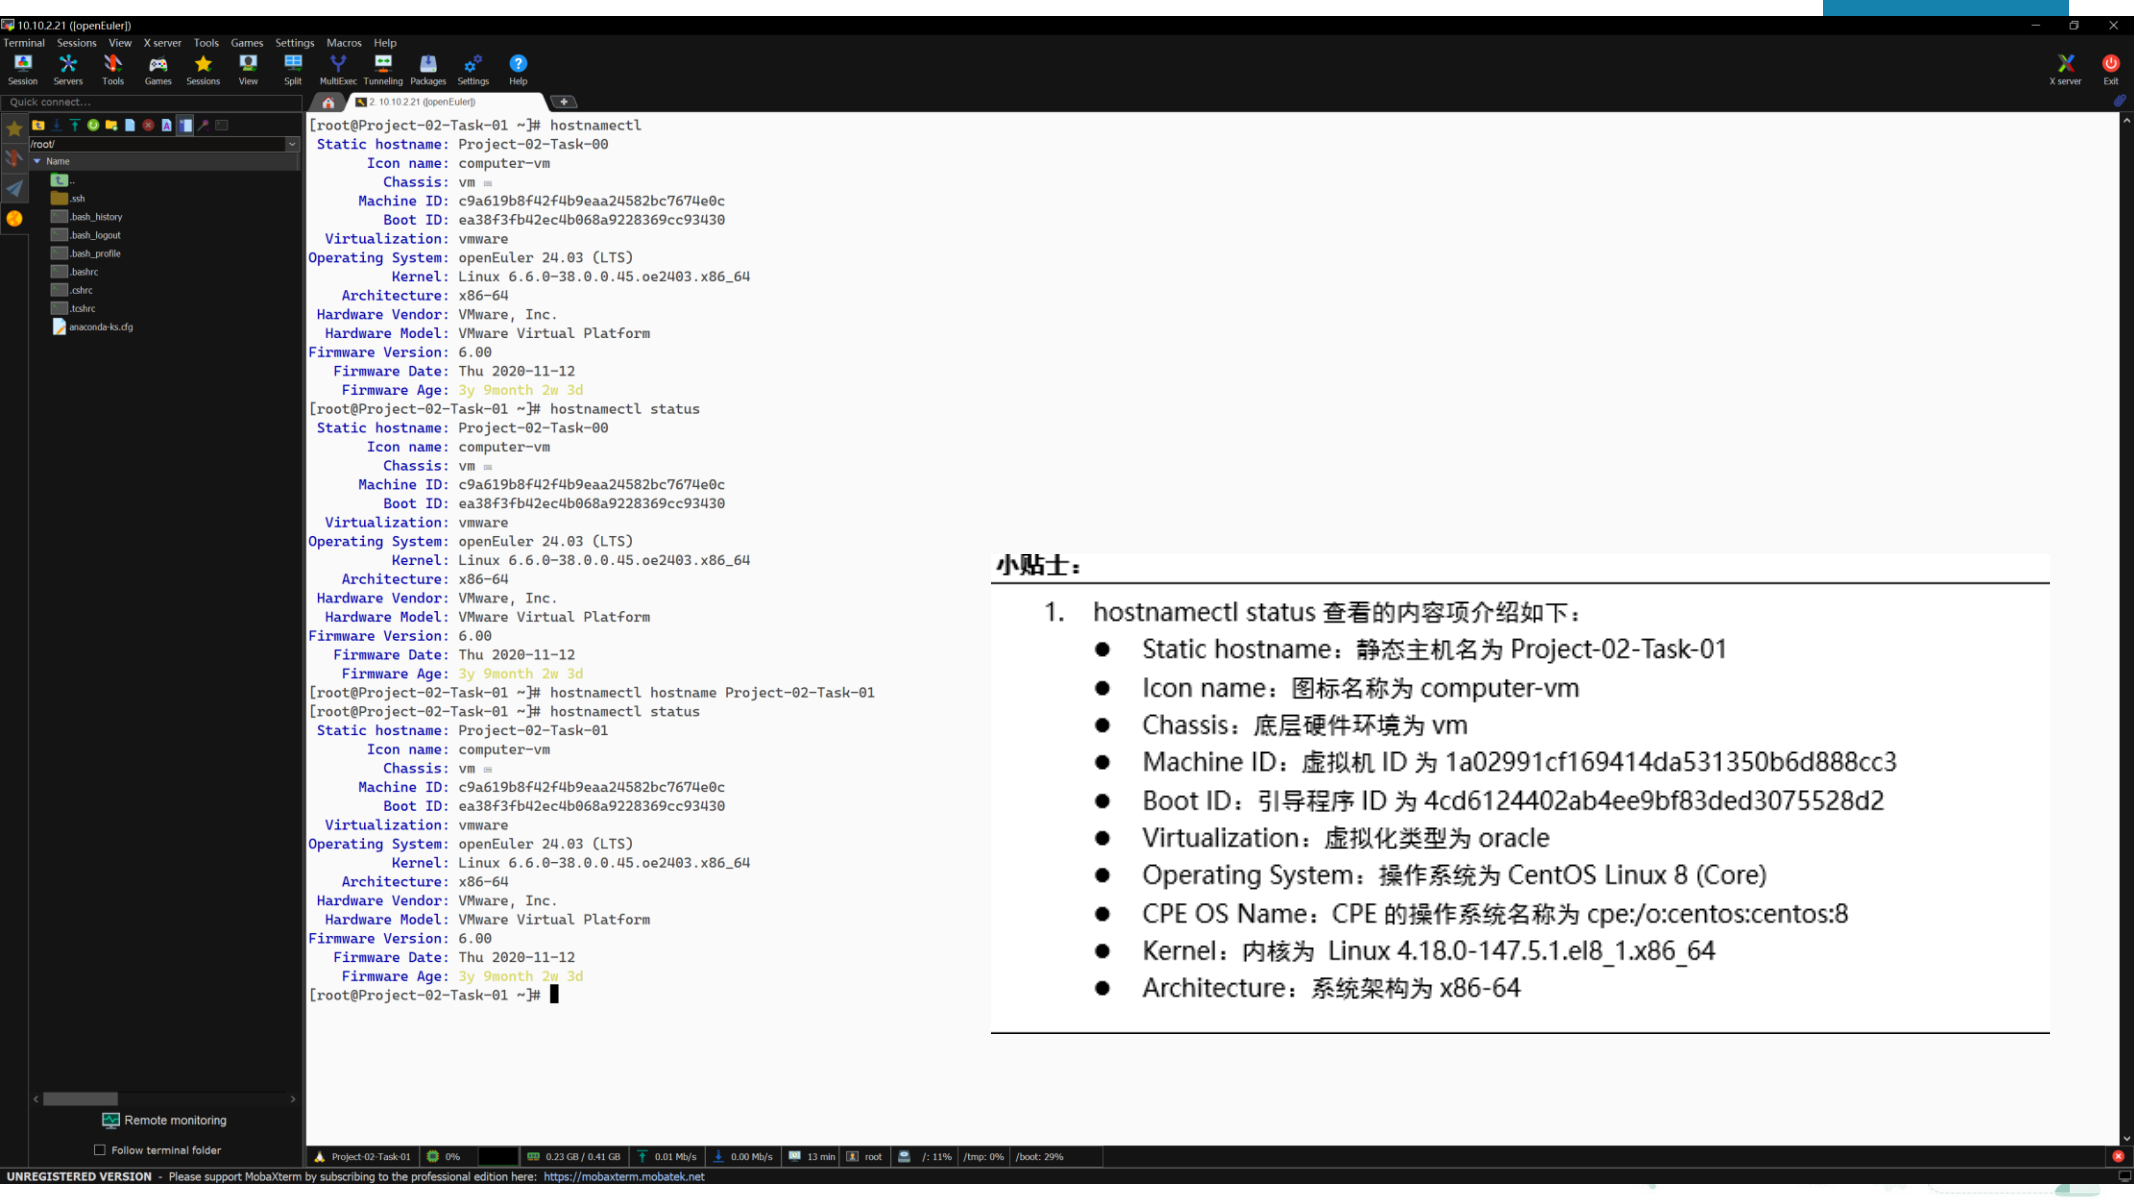 10.10.2.21 ([openEuler])
Terminal Sessions View X server Tools Games Settings Macros Help
Session Servers Tools Games Sessions View Split MultiExec Tunneling Packages Settings Help X server Exit
Quick connect...
2. 10.10.2.21 ([openEuler])
/root/
Name
..
.ssh
.bash_history
.bash_logout
.bash_profile
.bashrc
.cshrc
.tcshrc
anaconda-ks.cfg
[root@Project-02-Task-01 ~]# hostnamectl
Static hostname: Project-02-Task-00
Icon name: computer-vm
Chassis: vm
Machine ID: c9a619b8f42f4b9eaa24582bc7674e0c
Boot ID: ea38f3fb42ec4b068a9228369cc93430
Virtualization: vmware
Operating System: openEuler 24.03 (LTS)
Kernel: Linux 6.6.0-38.0.0.45.oe2403.x86_64
Architecture: x86-64
Hardware Vendor: VMware, Inc.
Hardware Model: VMware Virtual Platform
Firmware Version: 6.00
Firmware Date: Thu 2020-11-12
Firmware Age: 3y 9month 2w 3d
[root@Project-02-Task-01 ~]# hostnamectl status
Static hostname: Project-02-Task-00
Icon name: computer-vm
Chassis: vm
Machine ID: c9a619b8f42f4b9eaa24582bc7674e0c
Boot ID: ea38f3fb42ec4b068a9228369cc93430
Virtualization: vmware
Operating System: openEuler 24.03 (LTS)
Kernel: Linux 6.6.0-38.0.0.45.oe2403.x86_64
Architecture: x86-64
Hardware Vendor: VMware, Inc.
Hardware Model: VMware Virtual Platform
Firmware Version: 6.00
Firmware Date: Thu 2020-11-12
Firmware Age: 3y 9month 2w 3d
[root@Project-02-Task-01 ~]# hostnamectl hostname Project-02-Task-01
[root@Project-02-Task-01 ~]# hostnamectl status
Static hostname: Project-02-Task-01
Icon name: computer-vm
Chassis: vm
Machine ID: c9a619b8f42f4b9eaa24582bc7674e0c
Boot ID: ea38f3fb42ec4b068a9228369cc93430
Virtualization: vmware
Operating System: openEuler 24.03 (LTS)
Kernel: Linux 6.6.0-38.0.0.45.oe2403.x86_64
Architecture: x86-64
Hardware Vendor: VMware, Inc.
Hardware Model: VMware Virtual Platform
Firmware Version: 6.00
Firmware Date: Thu 2020-11-12
Firmware Age: 3y 9month 2w 3d
[root@Project-02-Task-01 ~]#
小贴士：
1. hostnamectl status 查看的内容项介绍如下：
● Static hostname：静态主机名为 Project-02-Task-01
● Icon name：图标名称为 computer-vm
● Chassis：底层硬件环境为 vm
● Machine ID：虚拟机 ID 为 1a02991cf169414da531350b6d888cc3
● Boot ID：引导程序 ID 为 4cd6124402ab4ee9bf83ded3075528d2
● Virtualization：虚拟化类型为 oracle
● Operating System：操作系统为 CentOS Linux 8 (Core)
● CPE OS Name：CPE 的操作系统名称为 cpe:/o:centos:centos:8
● Kernel：内核为 Linux 4.18.0-147.5.1.el8_1.x86_64
● Architecture：系统架构为 x86-64
Remote monitoring
Follow terminal folder
Project-02-Task-01 0% 0.23 GB / 0.41 GB 0.01 Mb/s 0.00 Mb/s 13 min root /: 11% /tmp: 0% /boot: 29%
UNREGISTERED VERSION - Please support MobaXterm by subscribing to the professional edition here: https://mobaxterm.mobatek.net